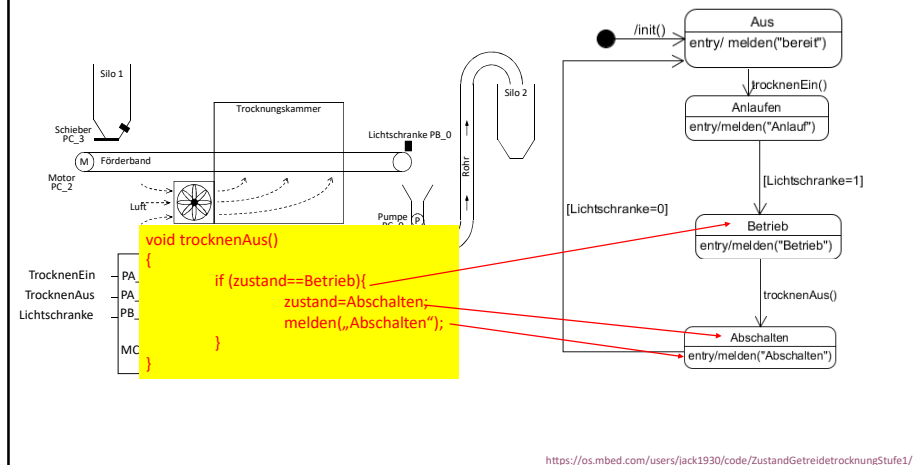 Silo 1
Schieber
PC_3
Trocknungskammer
Lichtschranke PB_0
M
Förderband
Motor
PC_2
Luft
Rohr
Silo 2
Pumpe
P
TrocknenEin
PA_
TrocknenAus
PA_
Lichtschranke
PB_
MC
void trocknenAus()
{
if (zustand==Betrieb){
zustand=Abschalten;
melden(„Abschalten“);
}
}
/init()
Aus
entry/ melden("bereit")
trocknenEin()
Anlaufen
entry/melden("Anlauf")
[Lichtschranke=1]
[Lichtschranke=0]
Betrieb
entry/melden("Betrieb")
trocknenAus()
Abschalten
entry/melden("Abschalten")
https://os.mbed.com/users/jack1930/code/ZustandGetreidetrocknungStufe1/